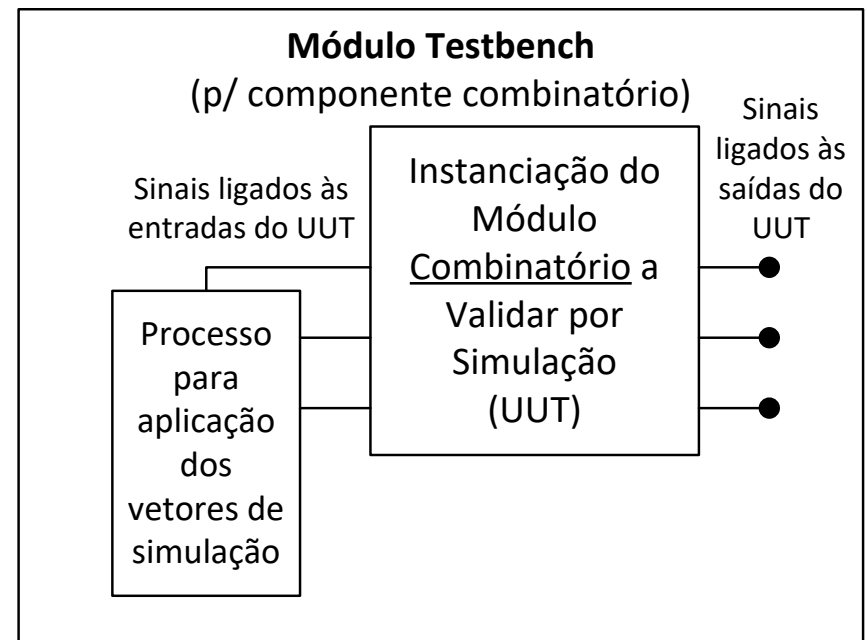 Módulo Testbench
(p/ componente combinatório)
Sinais
ligados às
saídas do
UUT
Sinais ligados às
entradas do UUT
Instanciação do
Módulo
Combinatório a
Validar por
Simulação
(UUT)
Processo
para
aplicação
dos
vetores de
simulação